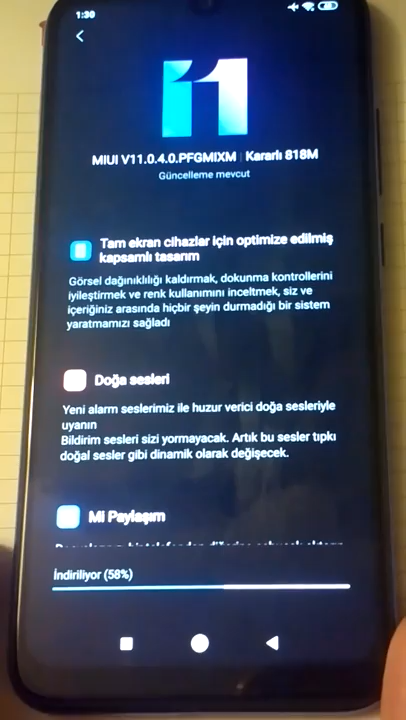 1:30
11
MIUI V11.0.4.0.PFGMIXM | Kararlı 818M
Güncelleme mevcut
Tam ekran cihazlar için optimize edilmiş
kapsamlı tasarım
Görsel dağınıklılığı kaldırmak, dokunma kontrollerini
iyileştirmek ve renk kullanımını inceltmek, siz ve
içeriğiniz arasında hiçbir şeyin durmadığı bir sistem
yaratmamızı sağladı
Doğa sesleri
Yeni alarm seslerimiz ile huzur verici doğa sesleriyle
uyanın
Bildirim sesleri sizi yormayacak. Artık bu sesler tıpkı
doğal sesler gibi dinamik olarak değişecek.
Mi Paylaşım
İndiriliyor (58%)